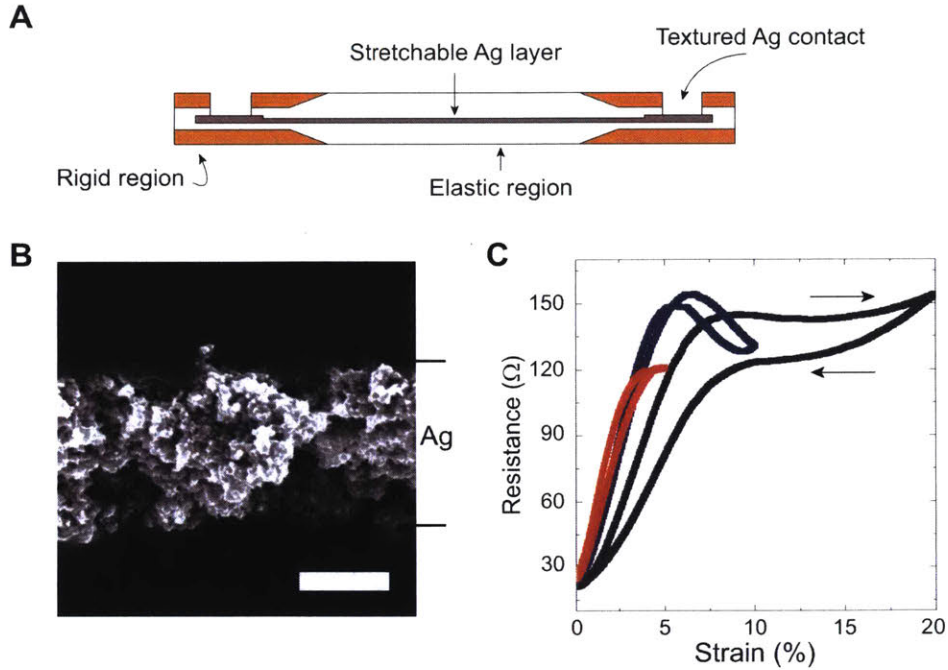 A
Stretchable Ag layer
Textured Ag contact
Rigid region
Elastic region
B
Ag
C
Resistance (Ω)
150
120
90
60
30
0
5
10
15
20
Strain (%)